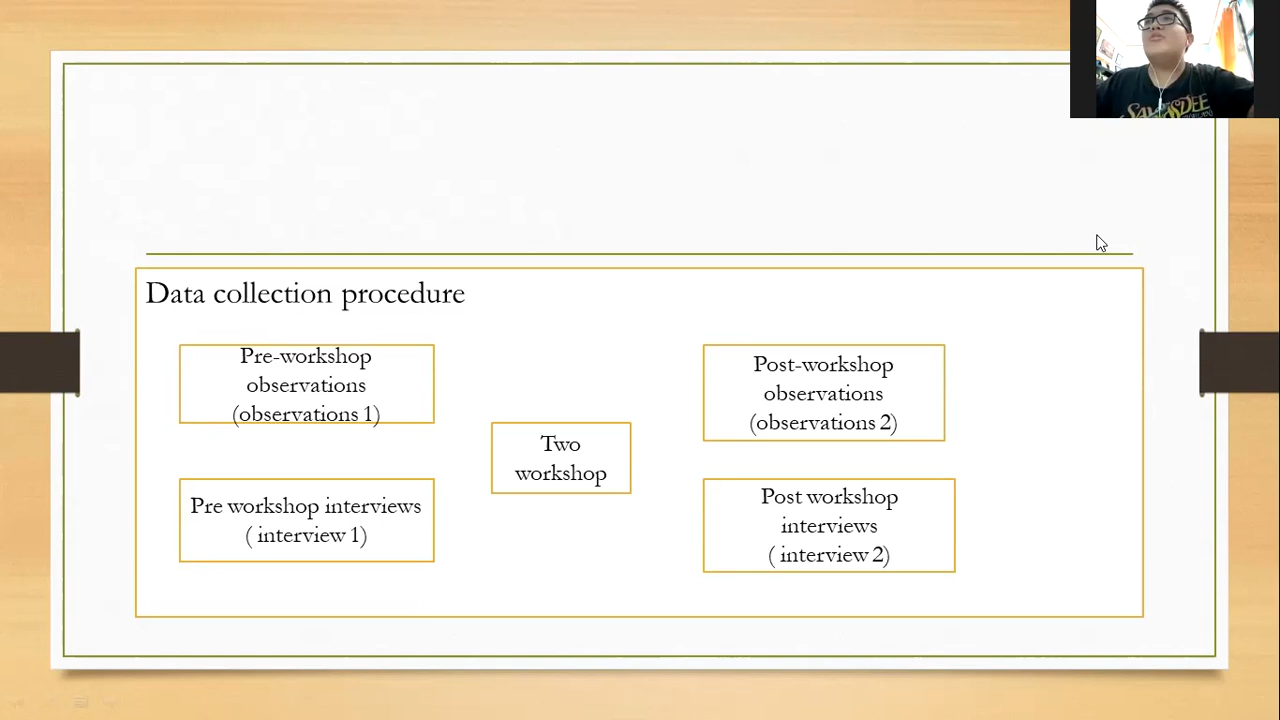 Data collection procedure
Pre-workshop
observations
(observations 1)
Pre workshop interviews
( interview 1)
Two
workshop
Post-workshop
observations
(observations 2)
Post workshop
interviews
( interview 2)